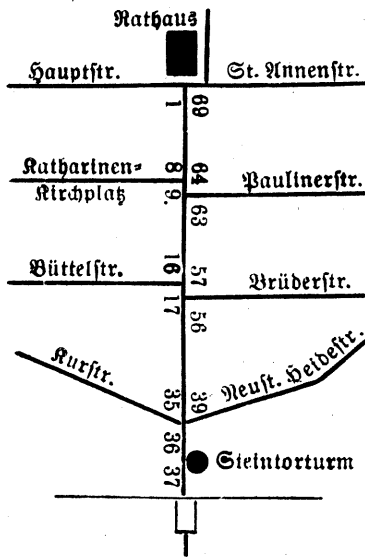 Rathaus
Hauptstr. St. Annenstr.
1 69
Katharinen=
Kirchplatz
8 64
9. 63
Paulinerstr.
16 57
Büttelstr. Brüderstr.
17 56
Kurstr. Neust. Heidestr.
35 39
36
37
Steintorturm